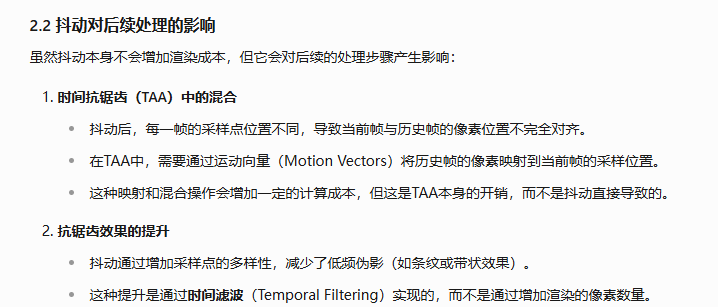 2.2 抖动对后续处理的影响
虽然抖动本身不会增加渲染成本，但它会对后续的处理步骤产生影响：
1. 时间抗锯齿（TAA）中的混合
• 抖动后，每一帧的采样点位置不同，导致当前帧与历史帧的像素位置不完全对齐。
• 在TAA中，需要通过运动向量（Motion Vectors）将历史帧的像素映射到当前帧的采样位置。
• 这种映射和混合操作会增加一定的计算成本，但这是TAA本身的开销，而不是抖动直接导致的。
2. 抗锯齿效果的提升
• 抖动通过增加采样点的多样性，减少了低频伪影（如条纹或带状效果）。
• 这种提升是通过时间滤波（Temporal Filtering）实现的，而不是通过增加渲染的像素数量。